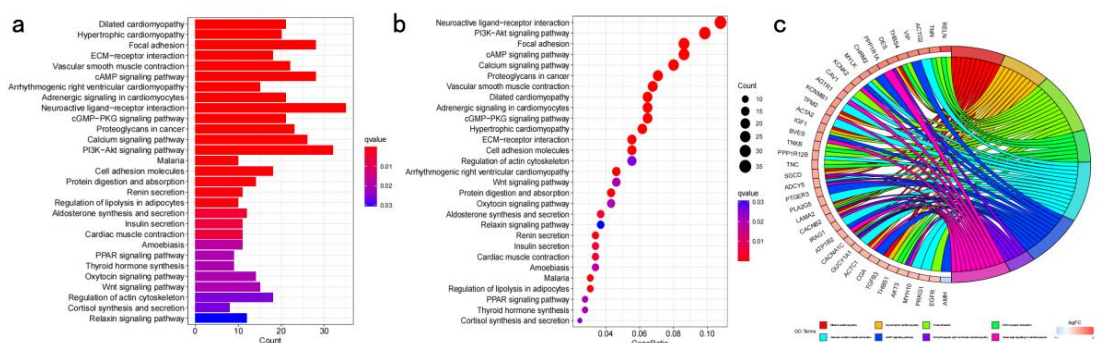 a
Dilated cardiomyopathy
Hypertrophic cardiomyopathy
Focal adhesion
ECM-receptor interaction
Vascular smooth muscle contraction
cAMP signaling pathway
Arrhythmogenic right ventricular cardiomyopathy
Adrenergic signaling in cardiomyocytes
Neuroactive ligand-receptor interaction
cGMP-PKG signaling pathway
Proteoglycans in cancer
Calcium signaling pathway
PI3K-Akt signaling pathway
Malaria
Cell adhesion molecules
Protein digestion and absorption
Renin secretion
Regulation of lipolysis in adipocytes
Aldosterone synthesis and secretion
Insulin secretion
Cardiac muscle contraction
Amoebiasis
PPAR signaling pathway
Thyroid hormone synthesis
Oxytocin signaling pathway
Wnt signaling pathway
Regulation of actin cytoskeleton
Cortisol synthesis and secretion
Relaxin signaling pathway
0 10 20 30
Count
qvalue
0.01
0.02
0.03
b
Neuroactive ligand-receptor interaction
PI3K-Akt signaling pathway
Focal adhesion
cAMP signaling pathway
Calcium signaling pathway
Proteoglycans in cancer
Vascular smooth muscle contraction
Dilated cardiomyopathy
Adrenergic signaling in cardiomyocytes
cGMP-PKG signaling pathway
Hypertrophic cardiomyopathy
ECM-receptor interaction
Cell adhesion molecules
Regulation of actin cytoskeleton
Arrhythmogenic right ventricular cardiomyopathy
Wnt signaling pathway
Protein digestion and absorption
Oxytocin signaling pathway
Aldosterone synthesis and secretion
Relaxin signaling pathway
Renin secretion
Insulin secretion
Cardiac muscle contraction
Amoebiasis
Malaria
Regulation of lipolysis in adipocytes
PPAR signaling pathway
Thyroid hormone synthesis
Cortisol synthesis and secretion
0.04 0.06 0.08 0.10
GeneRatio
Count
10
15
20
25
30
35
qvalue
0.03
0.02
0.01
c
RELN
TNN
ACTG2
VIP
THBS4
DES
PPP1R1A
CHRM2
MYLK
KCNK2
CAV1
AGTR1
KCNMB1
TPM2
ACTA2
IGF1
BVES
TNXB
PPP1R12B
TNC
SGCD
ADCY5
PTGER3
PLA2G5
LAMA2
CACNB2
IRAG1
ATP1B2
CACNA1C
GUCY1A1
ACTC1
CGA
TGFB3
THBS1
AKT3
MYH10
PRKG1
EGFR
AMH
GO Terms
logFC